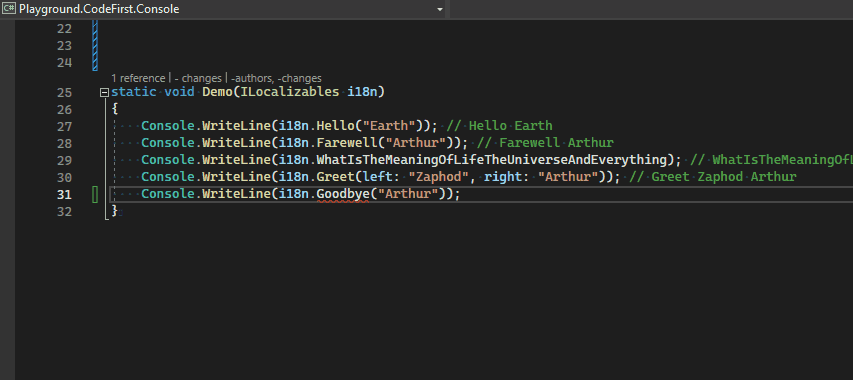 C# Playground.CodeFirst.Console
22
23
24
1 reference | - changes | -authors, -changes
25 static void Demo(ILocalizables i18n)
26 {
27 Console.WriteLine(i18n.Hello("Earth")); // Hello Earth
28 Console.WriteLine(i18n.Farewell("Arthur")); // Farewell Arthur
29 Console.WriteLine(i18n.WhatIsTheMeaningOfLifeTheUniverseAndEverything); // WhatIsTheMeaningOfL
30 Console.WriteLine(i18n.Greet(left: "Zaphod", right: "Arthur")); // Greet Zaphod Arthur
31 Console.WriteLine(i18n.Goodbye("Arthur"));
32 }